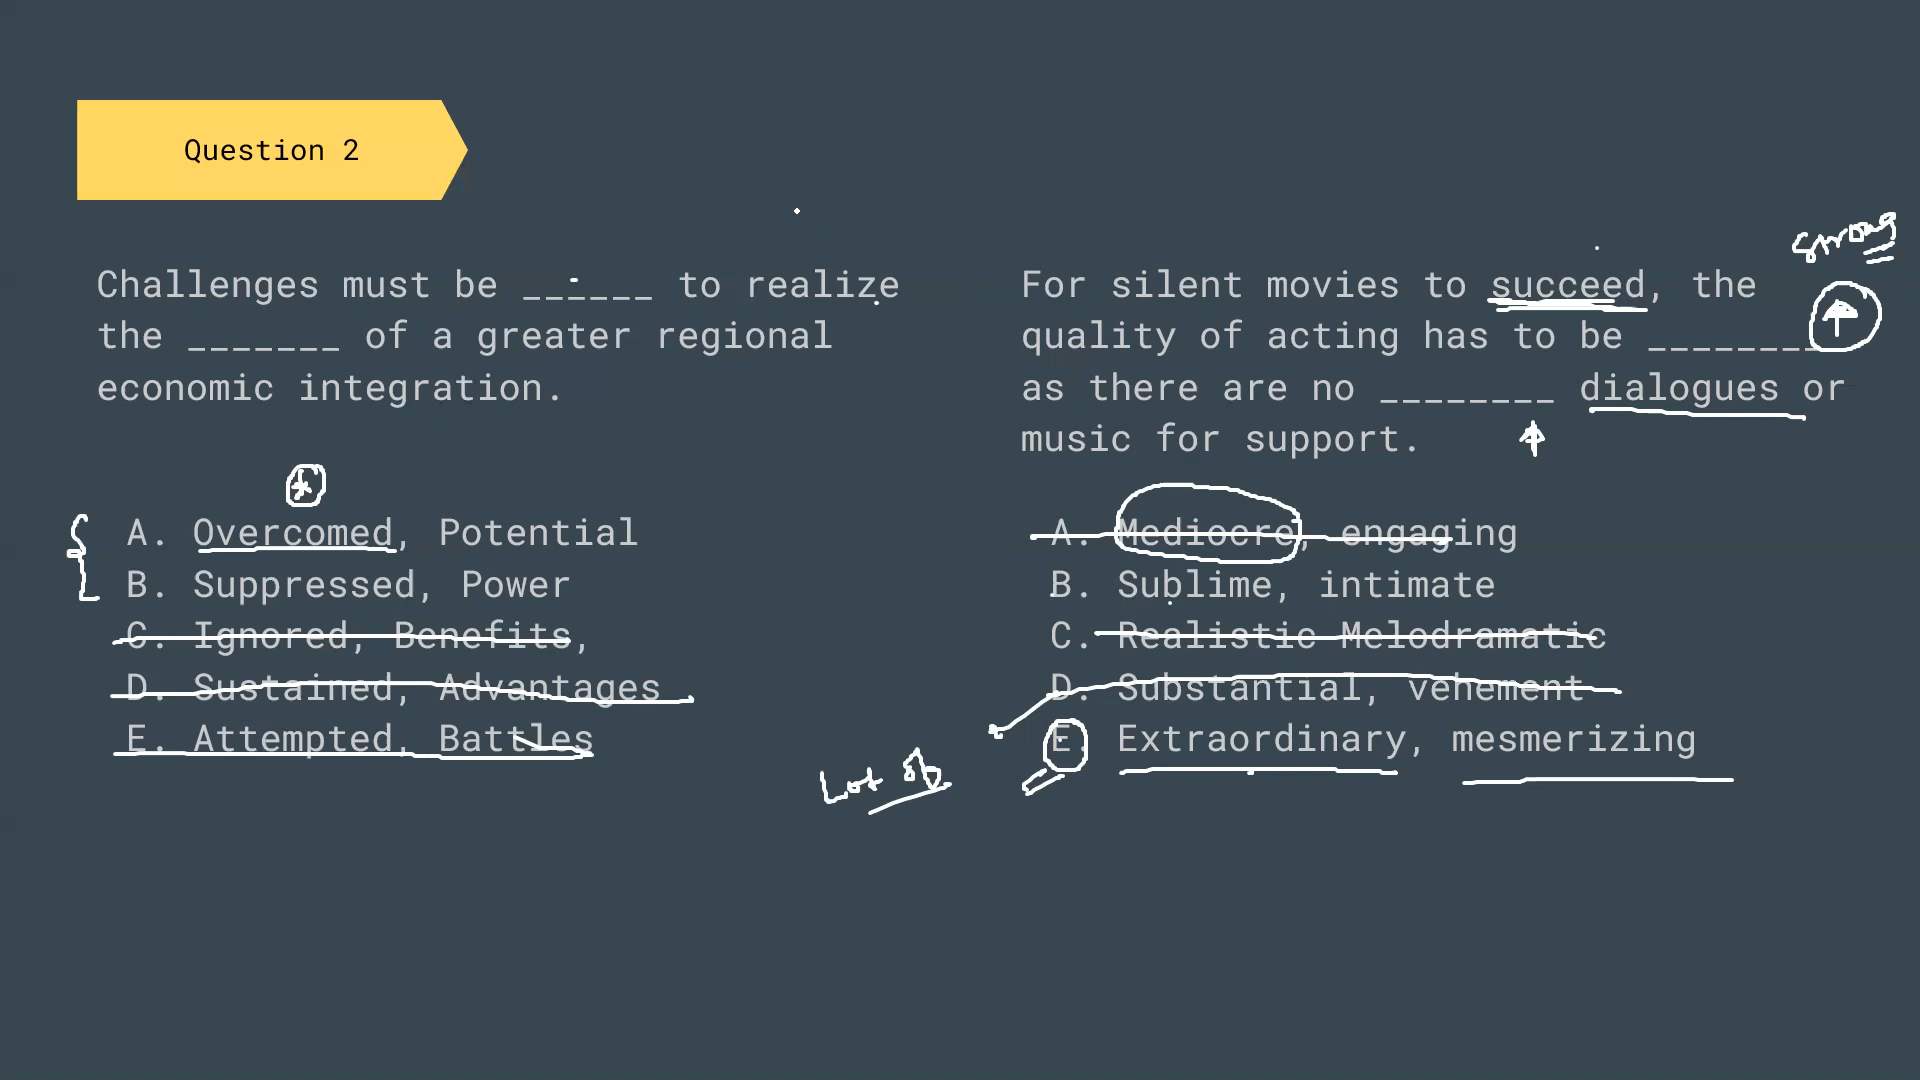 Question 2
Challenges must be ______ to realize
the _______ of a greater regional
economic integration.
A. Overcomed, Potential
B. Suppressed, Power
C. Ignored, Benefits,
D. Sustained, Advantages
E. Attempted, Battles
strong
For silent movies to succeed, the
quality of acting has to be ________
as there are no ________ dialogues or
music for support.
A. Mediocre, engaging
B. Sublime, intimate
C. Realistic Melodramatic
D. Substantial, vehement
E. Extraordinary, mesmerizing
Lot of